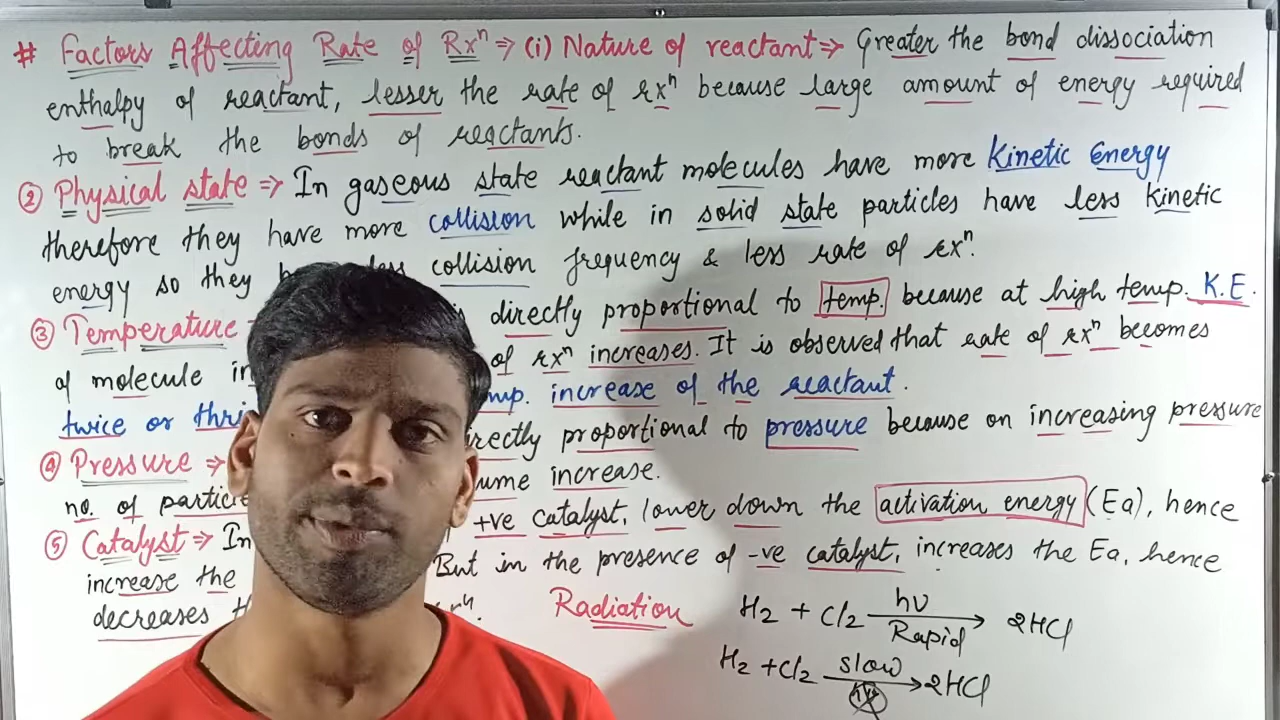 # Factors Affecting Rate of Rxⁿ ⇒ (i) Nature of reactant ⇒ Greater the bond dissociation
enthalpy of reactant, lesser the rate of rxⁿ because large amount of energy required
to break the bonds of reactants.
② Physical state ⇒ In gaseous state reactant molecules have more Kinetic Energy
therefore they have more collision while in solid state particles have less kinetic
energy so they less collision frequency & less rate of rxⁿ.
③ Temperature directly proportional to temp. because at high temp. K.E.
of molecule of rxⁿ increases. It is observed that rate of rxⁿ becomes
twice or increase of the reactant.
④ Pressure ⇒ proportional to pressure because on increasing pressure
no. of increase.
⑤ Catalyst ⇒ In +ve catalyst, lower down the activation energy (Ea), hence
increase the But in the presence of -ve catalyst, increases the Ea, hence
decreases
Radiation
H₂ + Cl₂ hν Rapid → 2HCl
H₂ + Cl₂ slow → 2HCl